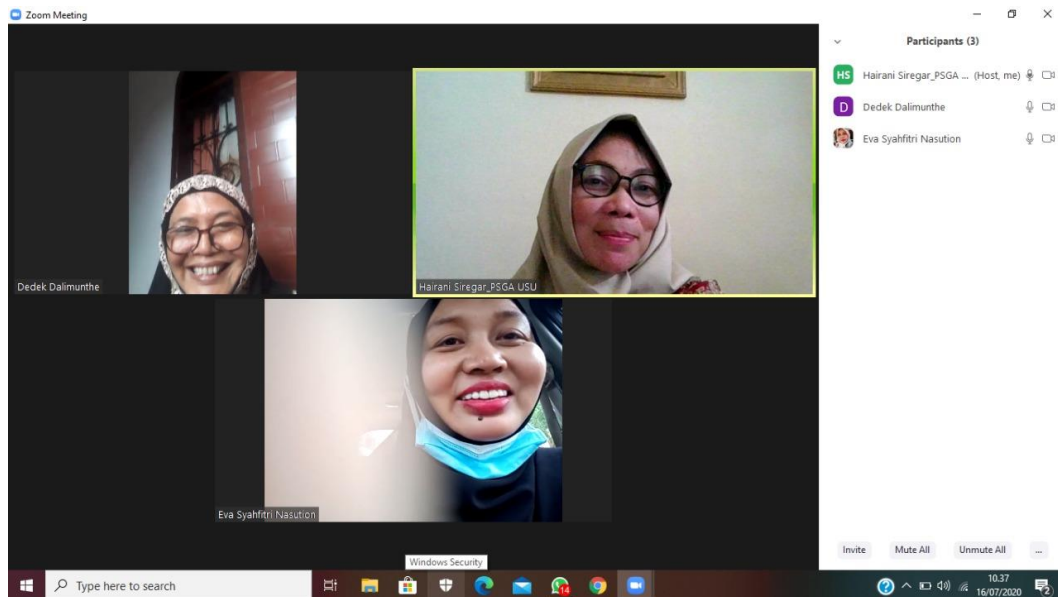 Zoom Meeting
Participants (3)
HS Hairani Siregar_PSGA ... (Host, me)
D Dedek Dalimunthe
Eva Syahfitri Nasution
Dedek Dalimunthe
Hairani Siregar_PSGA USU
Eva Syahfitri Nasution
Invite Mute All Unmute All ...
Windows Security
Type here to search
14
10.37
16/07/2020
2